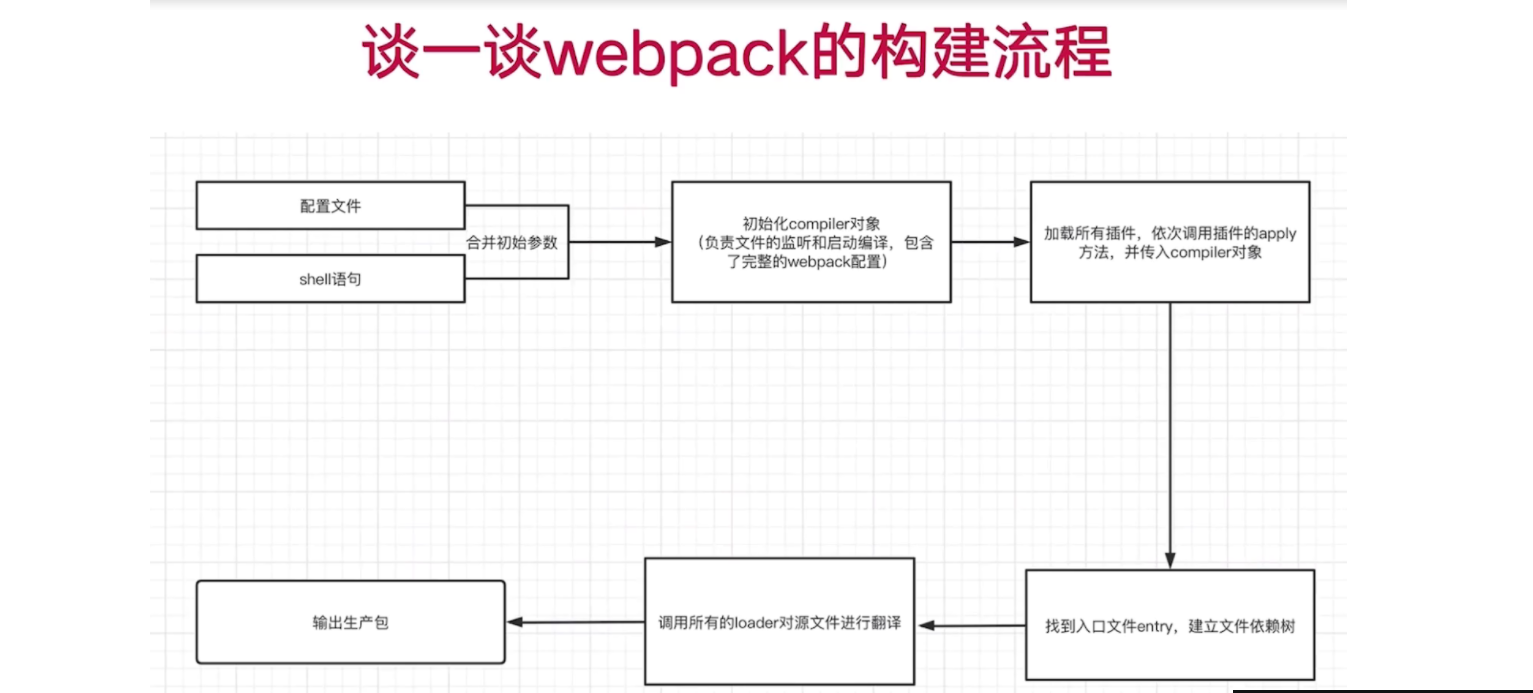 谈一谈webpack的构建流程
配置文件
shell语句
合并初始参数
初始化compiler对象
（负责文件的监听和启动编译，包含
了完整的webpack配置）
加载所有插件，依次调用插件的apply
方法，并传入compiler对象
找到入口文件entry，建立文件依赖树
调用所有的loader对源文件进行翻译
输出生产包